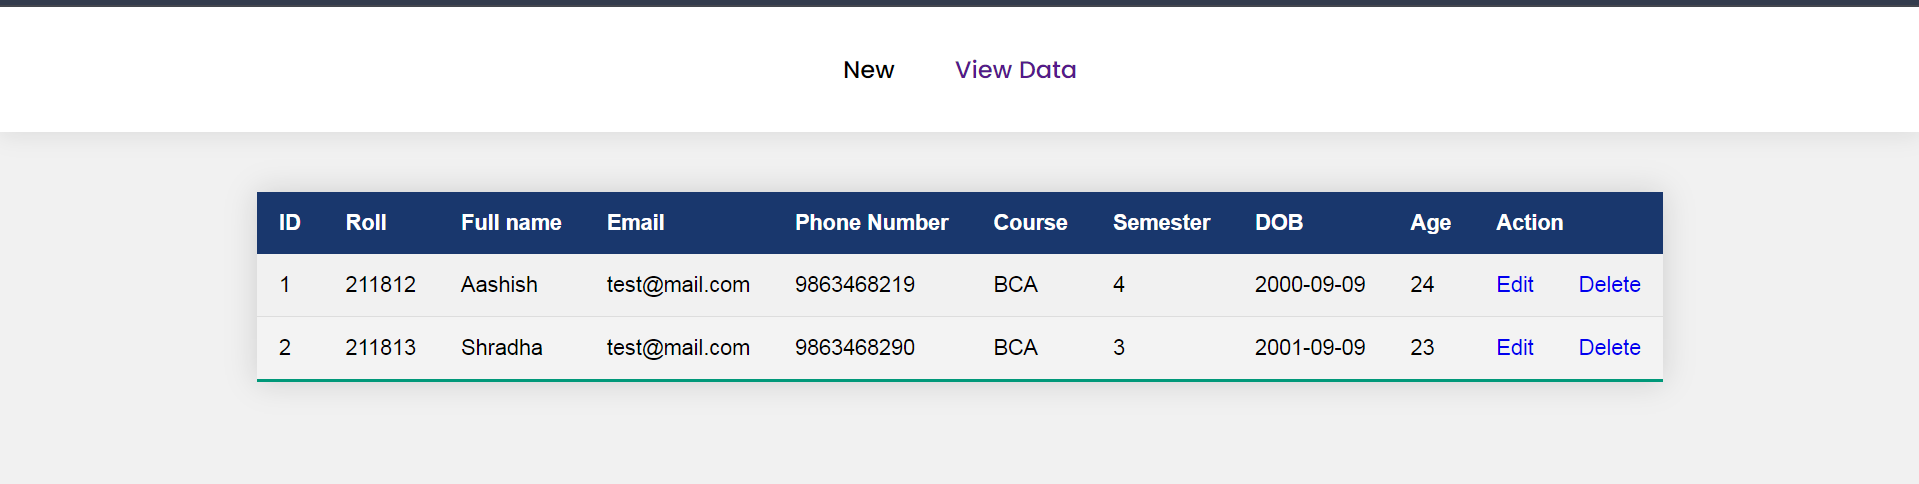 New View Data
ID Roll Full name Email Phone Number Course Semester DOB Age Action
1 211812 Aashish test@mail.com 9863468219 BCA 4 2000-09-09 24 Edit Delete
2 211813 Shradha test@mail.com 9863468290 BCA 3 2001-09-09 23 Edit Delete